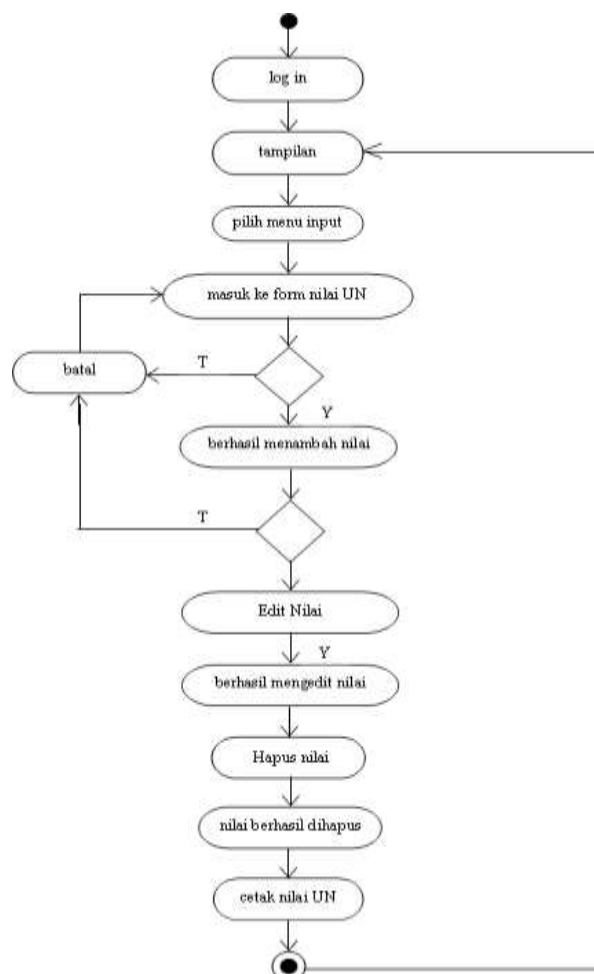 log in
tampilan
pilih menu input
masuk ke form nilai UN
batal
T
Y
berhasil menambah nilai
T
Edit Nilai
Y
berhasil mengedit nilai
Hapus nilai
nilai berhasil dihapus
cetak nilai UN